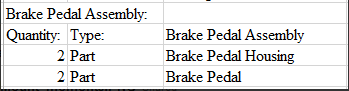 Brake Pedal Assembly:
Quantity: Type: Brake Pedal Assembly
2 Part Brake Pedal Housing
2 Part Brake Pedal